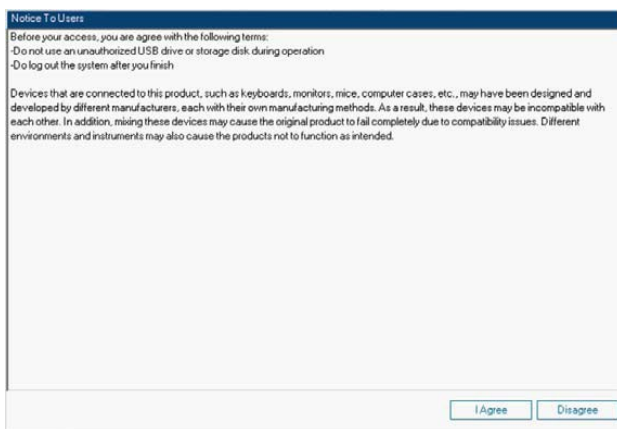 Notice To Users
Before your access, you are agree with the following terms:
-Do not use an unauthorized USB drive or storage disk during operation
-Do log out the system after you finish
Devices that are connected to this product, such as keyboards, monitors, mice, computer cases, etc., may have been designed and
developed by different manufacturers, each with their own manufacturing methods. As a result, these devices may be incompatible with
each other. In addition, mixing these devices may cause the original product to fail completely due to compatibility issues. Different
environments and instruments may also cause the products not to function as intended.
I Agree
Disagree